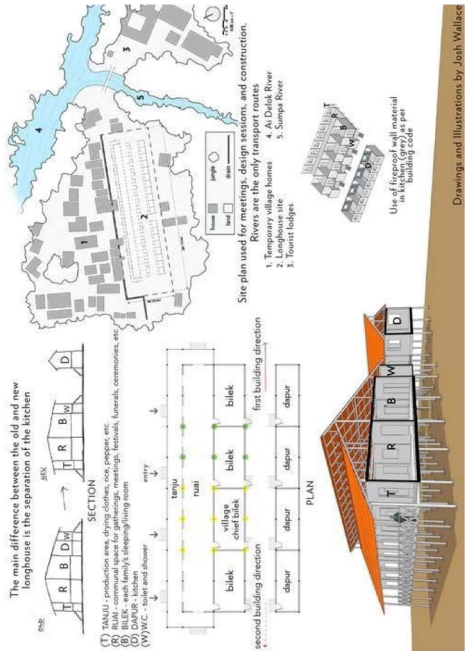 The main difference between the old and new
longhouse is the separation of the kitchen
T R B D W
T R B W D
SECTION
(T) TANJU - production area, drying clothes, rice, pepper, etc.
(R) RUAI - communal space for gatherings, meetings, festivals, funerals, ceremonies, etc
(B) BILEK - each family's sleeping/living room
(D) DAPUR - kitchen
(W) W.C. - toilet and shower
entry
tanju
ruai
bilek
village
chief bilek
bilek
bilek
second building direction
first building direction
dapur
dapur
dapur
dapur
PLAN
T
R
B
W
D
1
2
3
4
5
house
land
jungle
drain
Site plan used for meetings, design sessions, and construction.
Rivers are the only transport routes
1. Temporary village homes
2. Longhouse site
3. Tourist lodges
4. Ai Delok River
5. Sumpa River
T
R
B
W
D
Use of fireproof wall material
in kitchen (grey) as per
building code
Drawings and Illustrations by Josh Wallace